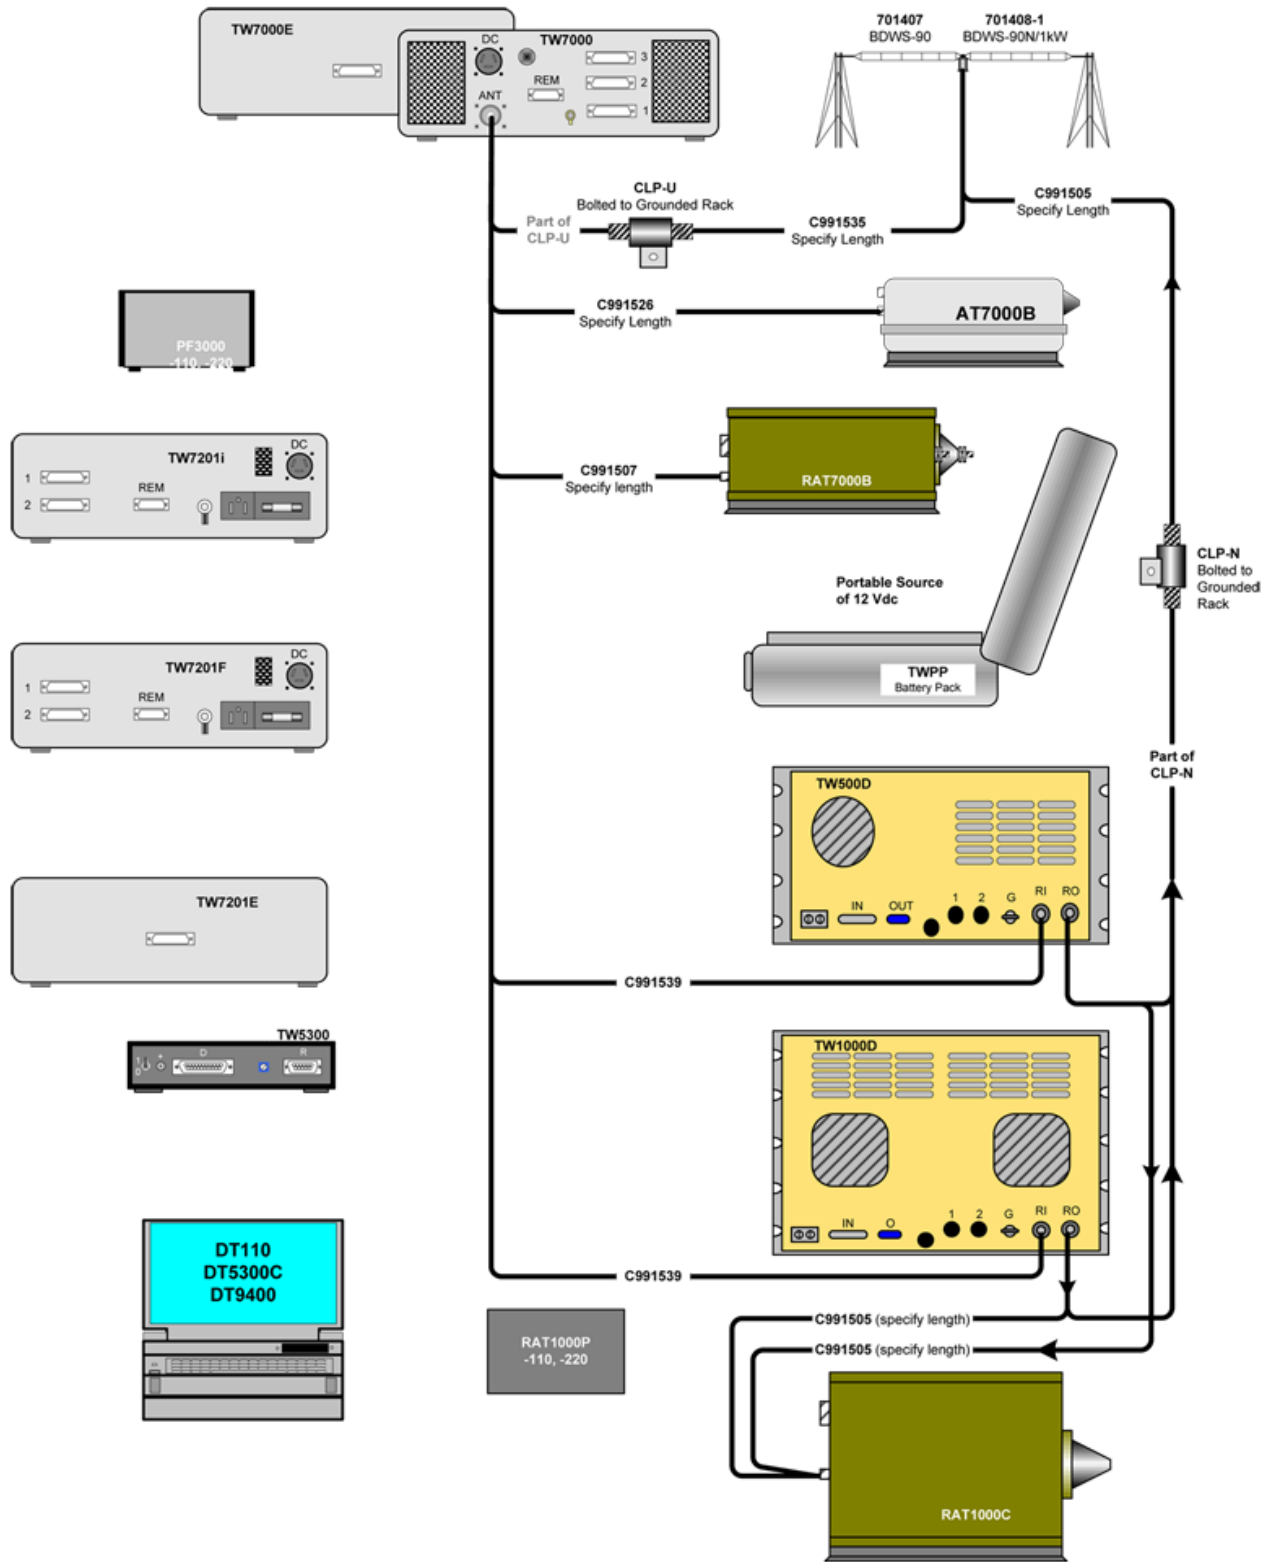 TW7000E
TW7000
DC
REM
ANT
3
2
1
701407
BDWS-90
701408-1
BDWS-90N/1kW
CLP-U
Bolted to Grounded Rack
Part of
CLP-U
C991535
Specify Length
C991505
Specify Length
C991526
Specify Length
AT7000B
PF3000
-110, -220
C991507
Specify length
RAT7000B
TW7201i
DC
1
2
REM
Portable Source
of 12 Vdc
TWPP
Battery Pack
CLP-N
Bolted to
Grounded
Rack
TW7201F
DC
1
2
REM
Part of
CLP-N
TW500D
IN
OUT
1
2
G
RI
RO
TW7201E
C991539
TW5300
1
0
+
D
R
TW1000D
IN
O
1
2
G
RI
RO
C991539
DT110
DT5300C
DT9400
RAT1000P
-110, -220
C991505 (specify length)
C991505 (specify length)
RAT1000C